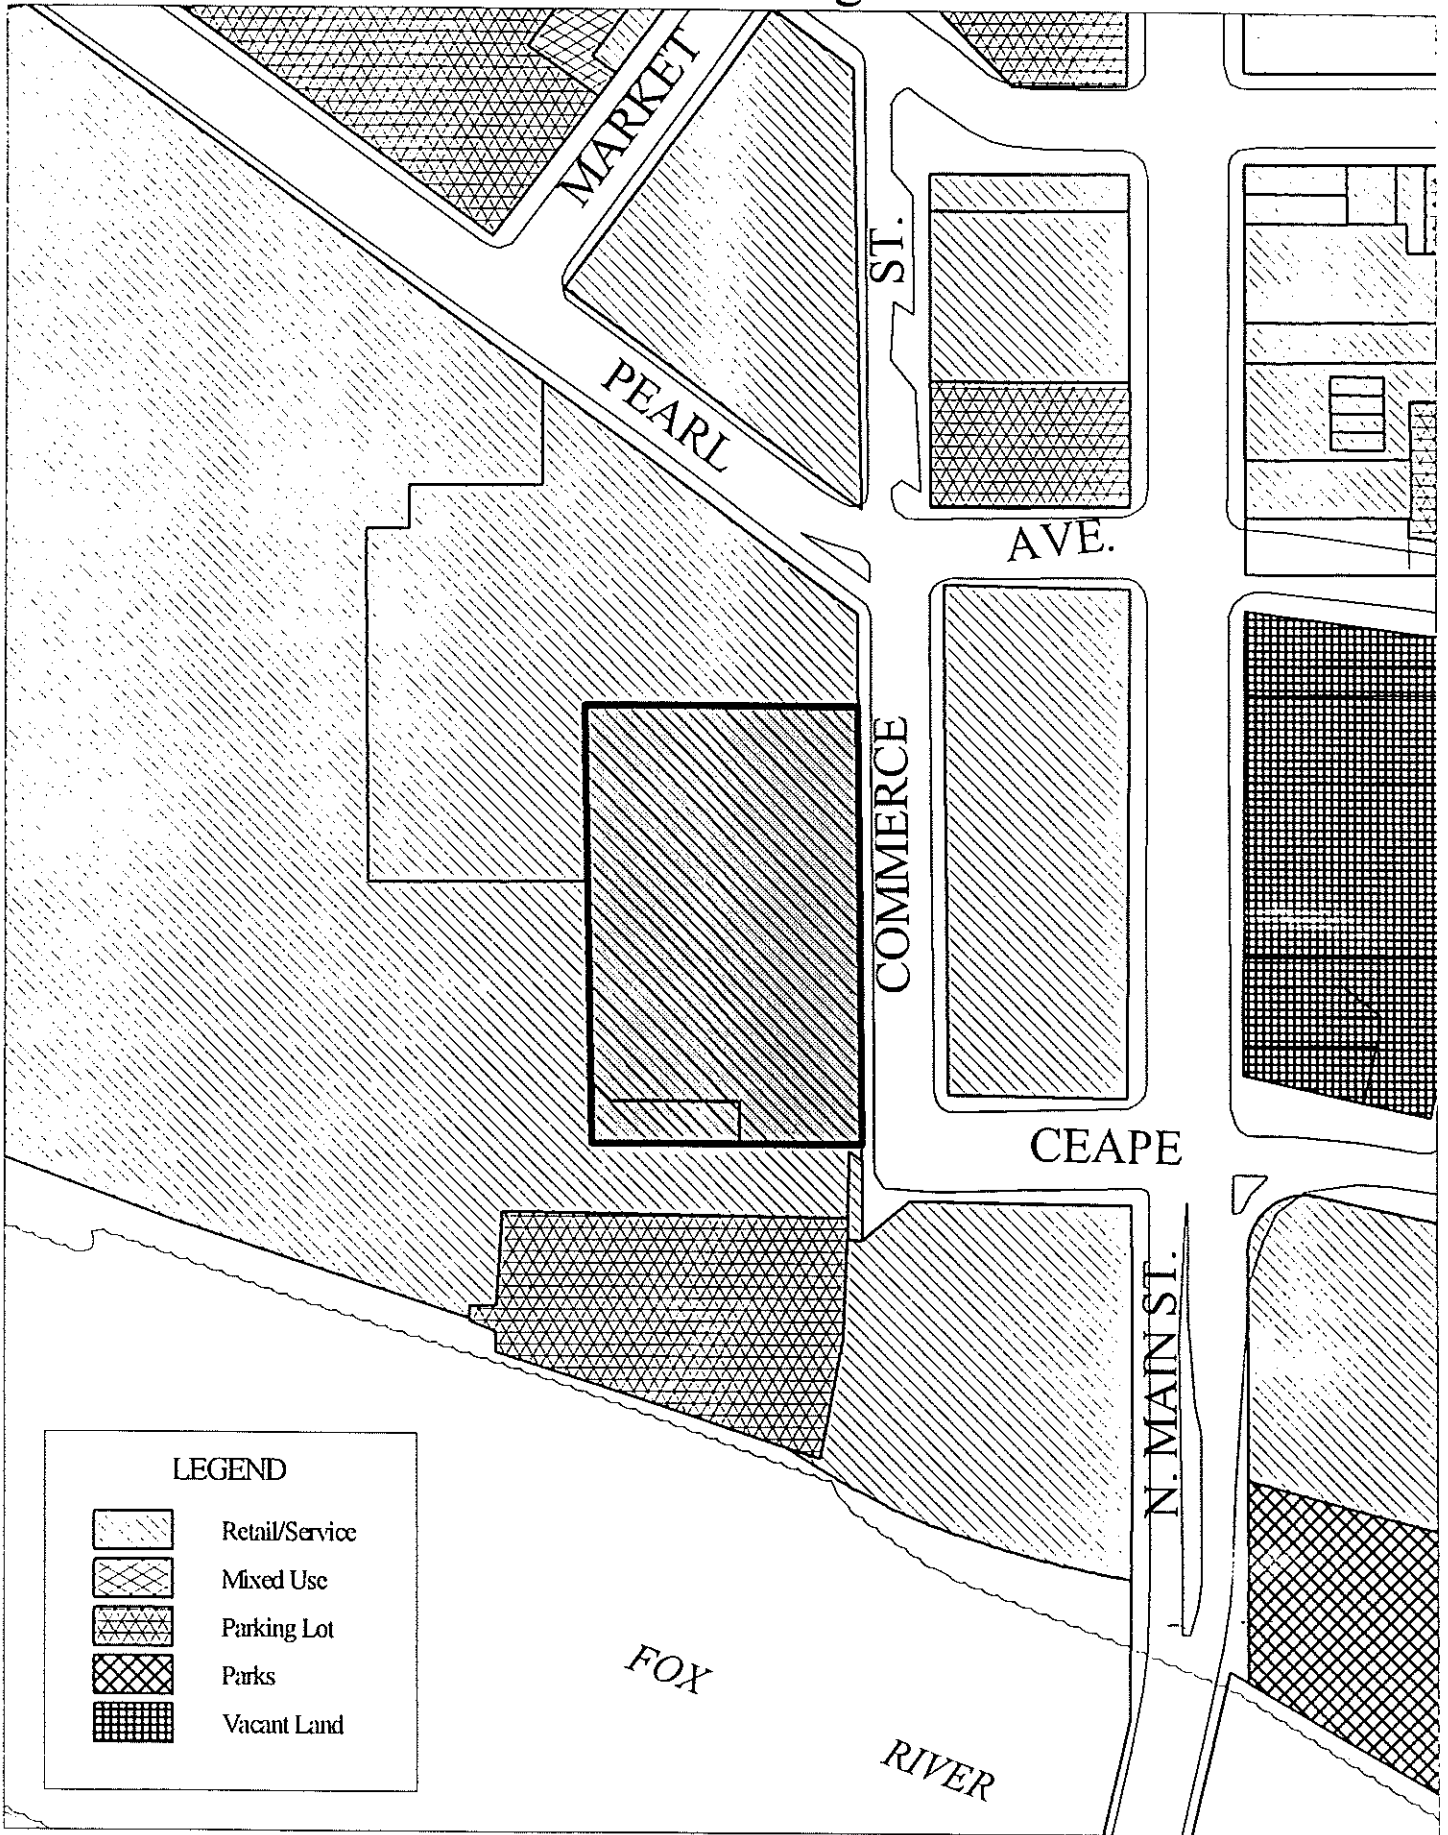 MARKET
ST.
PEARL
AVE.
COMMERCE
CEAPE
N. MAIN ST.
LEGEND
Retail/Service
Mixed Use
Parking Lot
Parks
Vacant Land
FOX
RIVER